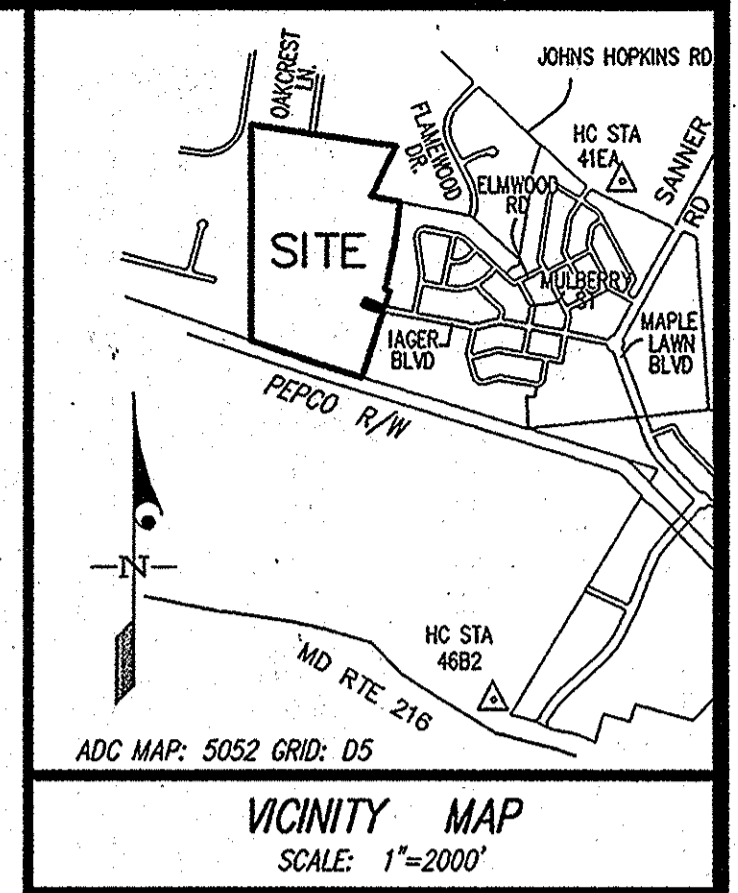 JOHNS HOPKINS RD
OAKCREST
LN.
FLAMEWOOD
DR.
HC STA
41EA
SANNER
RD
ELMWOOD
RD
SITE
MULBERRY
ST
IAGER
BLVD
MAPLE
LAWN
BLVD
PEPCO R/W
N
HC STA
46B2
MD RTE 216
ADC MAP: 5052 GRID: D5
VICINITY MAP
SCALE: 1"=2000'